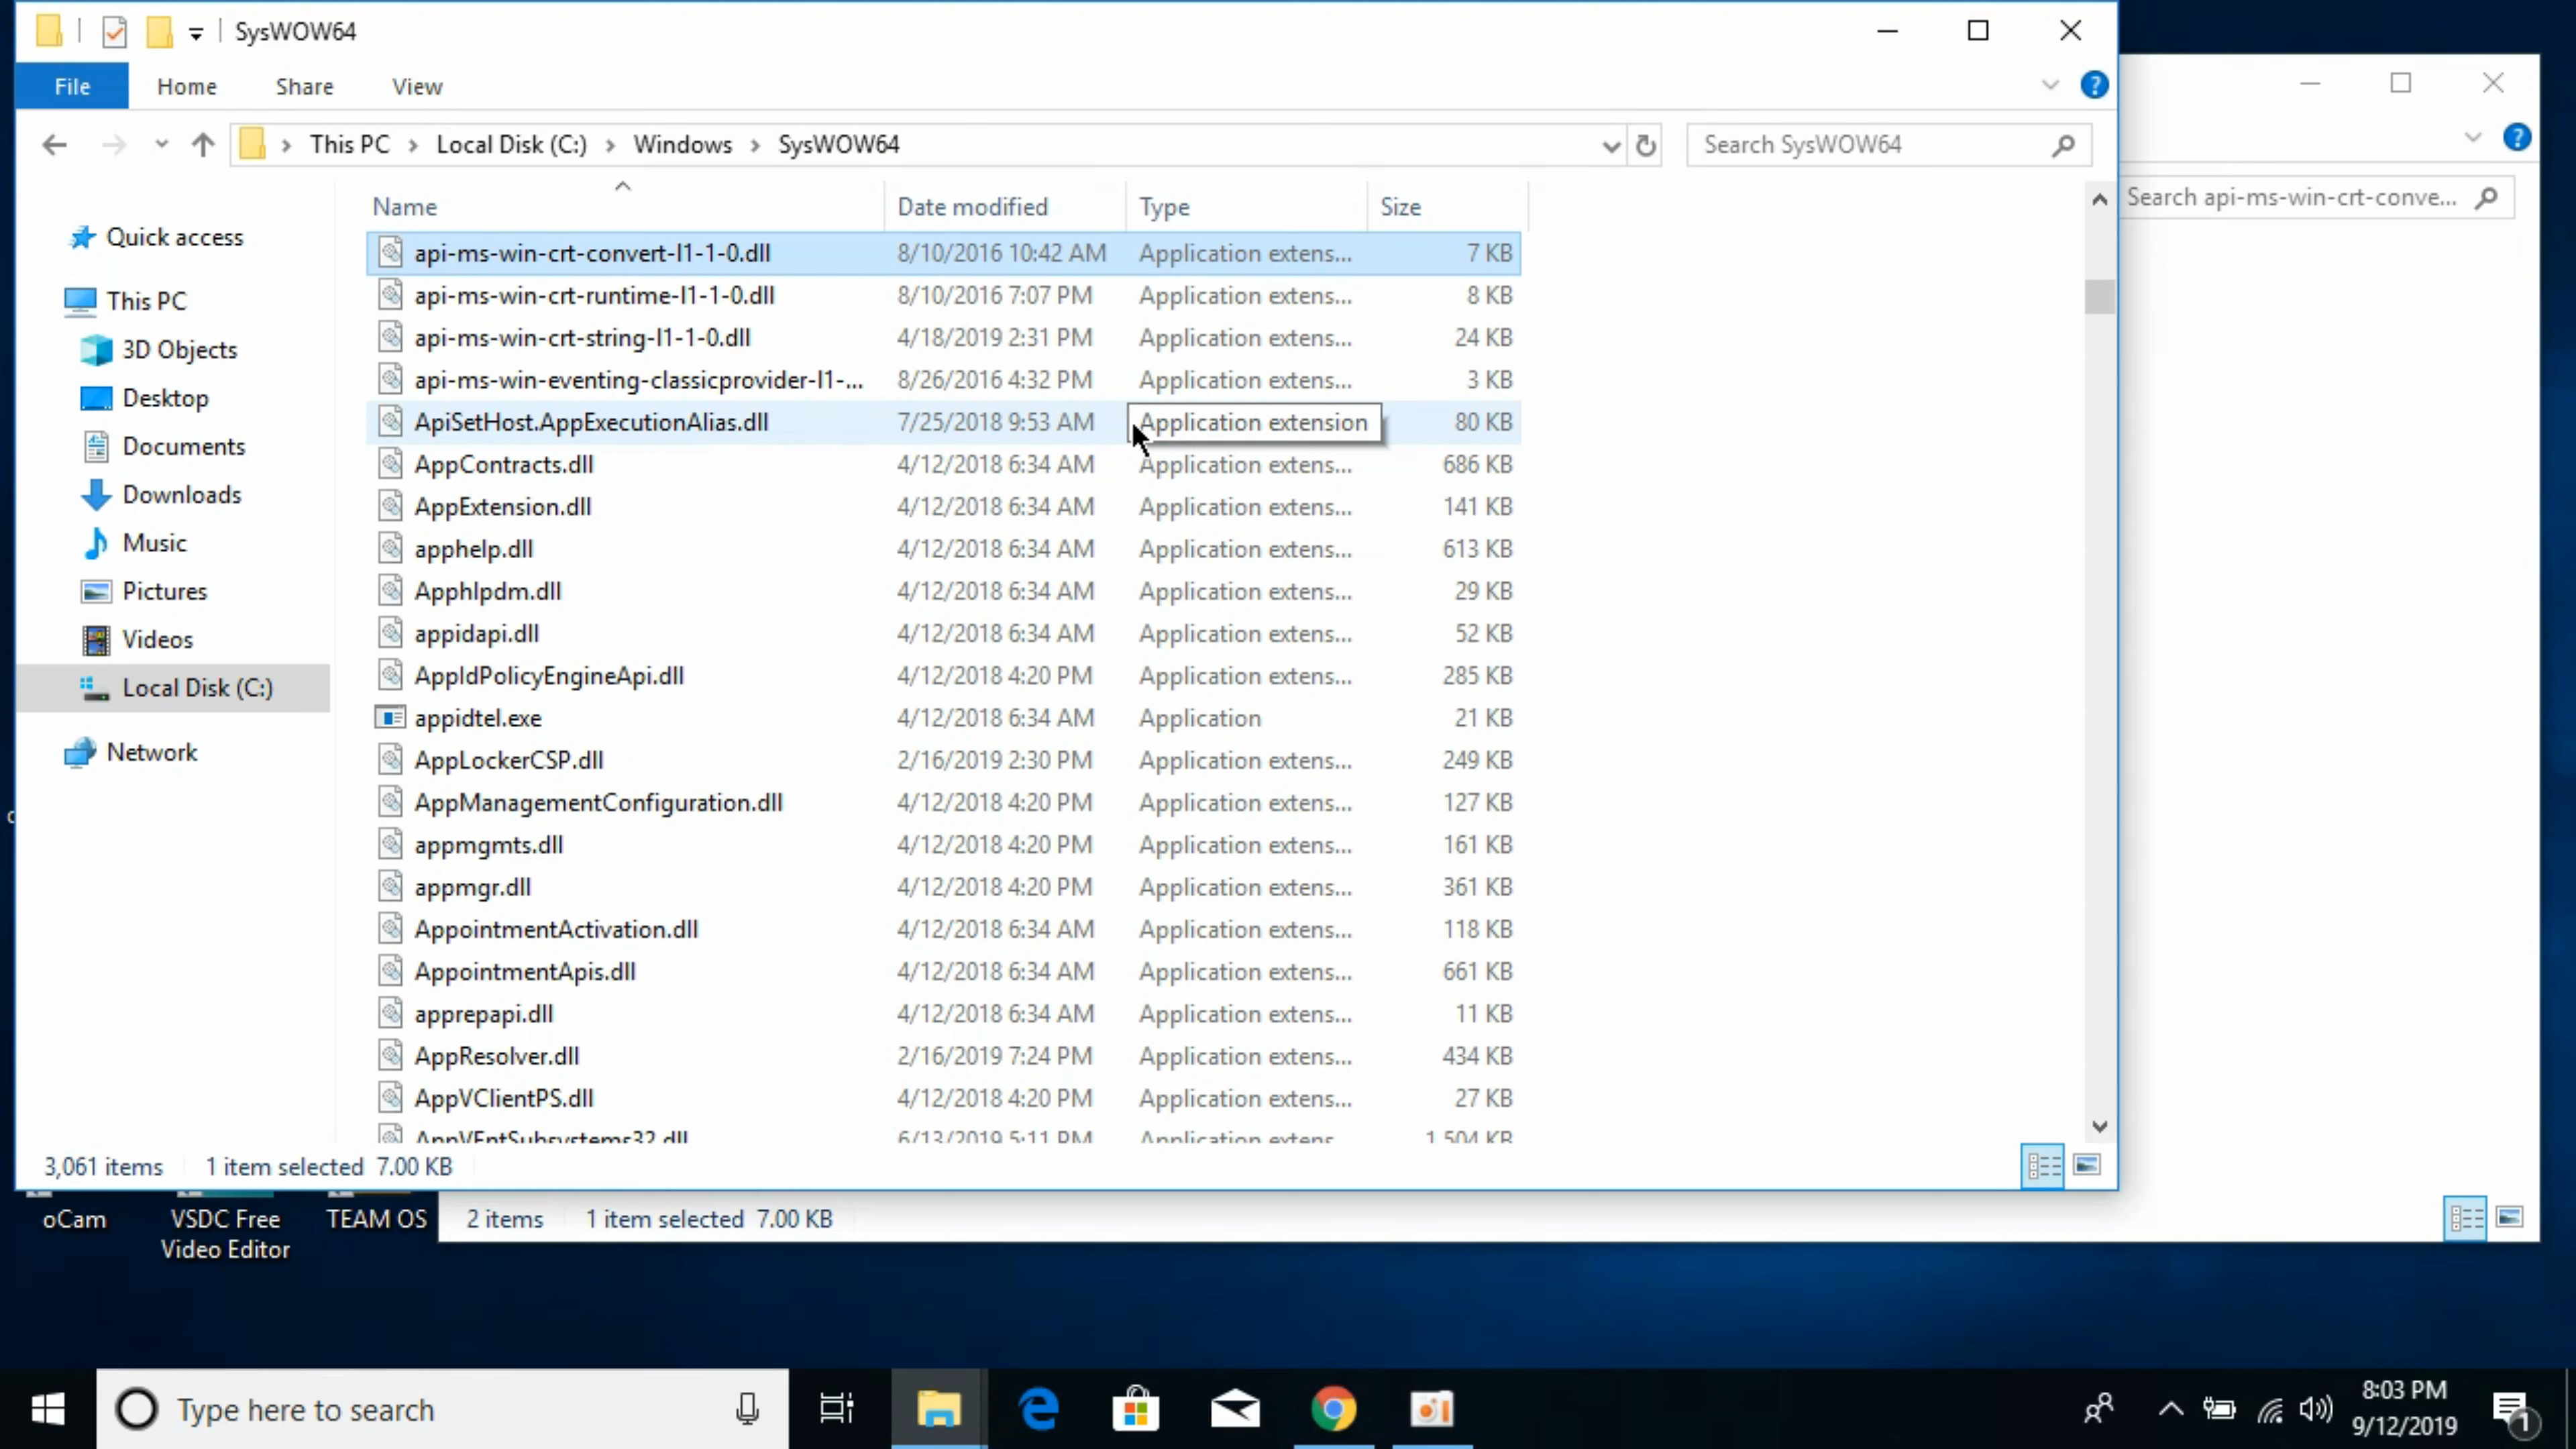 SysWOW64
File Home Share View
This PC Local Disk (C:) Windows SysWOW64
Search SysWOW64
Search api-ms-win-crt-conve...
Name Date modified Type Size
Quick access
This PC
3D Objects
Desktop
Documents
Downloads
Music
Pictures
Videos
Local Disk (C:)
Network
api-ms-win-crt-convert-l1-1-0.dll 8/10/2016 10:42 AM Application extens... 7 KB
api-ms-win-crt-runtime-l1-1-0.dll 8/10/2016 7:07 PM Application extens... 8 KB
api-ms-win-crt-string-l1-1-0.dll 4/18/2019 2:31 PM Application extens... 24 KB
api-ms-win-eventing-classicprovider-l1-... 8/26/2016 4:32 PM Application extens... 3 KB
ApiSetHost.AppExecutionAlias.dll 7/25/2018 9:53 AM Application extension 80 KB
AppContracts.dll 4/12/2018 6:34 AM Application extens... 686 KB
AppExtension.dll 4/12/2018 6:34 AM Application extens... 141 KB
apphelp.dll 4/12/2018 6:34 AM Application extens... 613 KB
Apphlpdm.dll 4/12/2018 6:34 AM Application extens... 29 KB
appidapi.dll 4/12/2018 6:34 AM Application extens... 52 KB
AppIdPolicyEngineApi.dll 4/12/2018 4:20 PM Application extens... 285 KB
appidtel.exe 4/12/2018 6:34 AM Application 21 KB
AppLockerCSP.dll 2/16/2019 2:30 PM Application extens... 249 KB
AppManagementConfiguration.dll 4/12/2018 4:20 PM Application extens... 127 KB
appmgmts.dll 4/12/2018 4:20 PM Application extens... 161 KB
appmgr.dll 4/12/2018 4:20 PM Application extens... 361 KB
AppointmentActivation.dll 4/12/2018 6:34 AM Application extens... 118 KB
AppointmentApis.dll 4/12/2018 6:34 AM Application extens... 661 KB
apprepapi.dll 4/12/2018 6:34 AM Application extens... 11 KB
AppResolver.dll 2/16/2019 7:24 PM Application extens... 434 KB
AppVClientPS.dll 4/12/2018 4:20 PM Application extens... 27 KB
AppVEntSubsystems32.dll 6/13/2019 5:11 PM Application extens... 1,504 KB
3,061 items 1 item selected 7.00 KB
oCam
VSDC Free
Video Editor
TEAM OS
2 items 1 item selected 7.00 KB
Type here to search
8:03 PM
9/12/2019
1